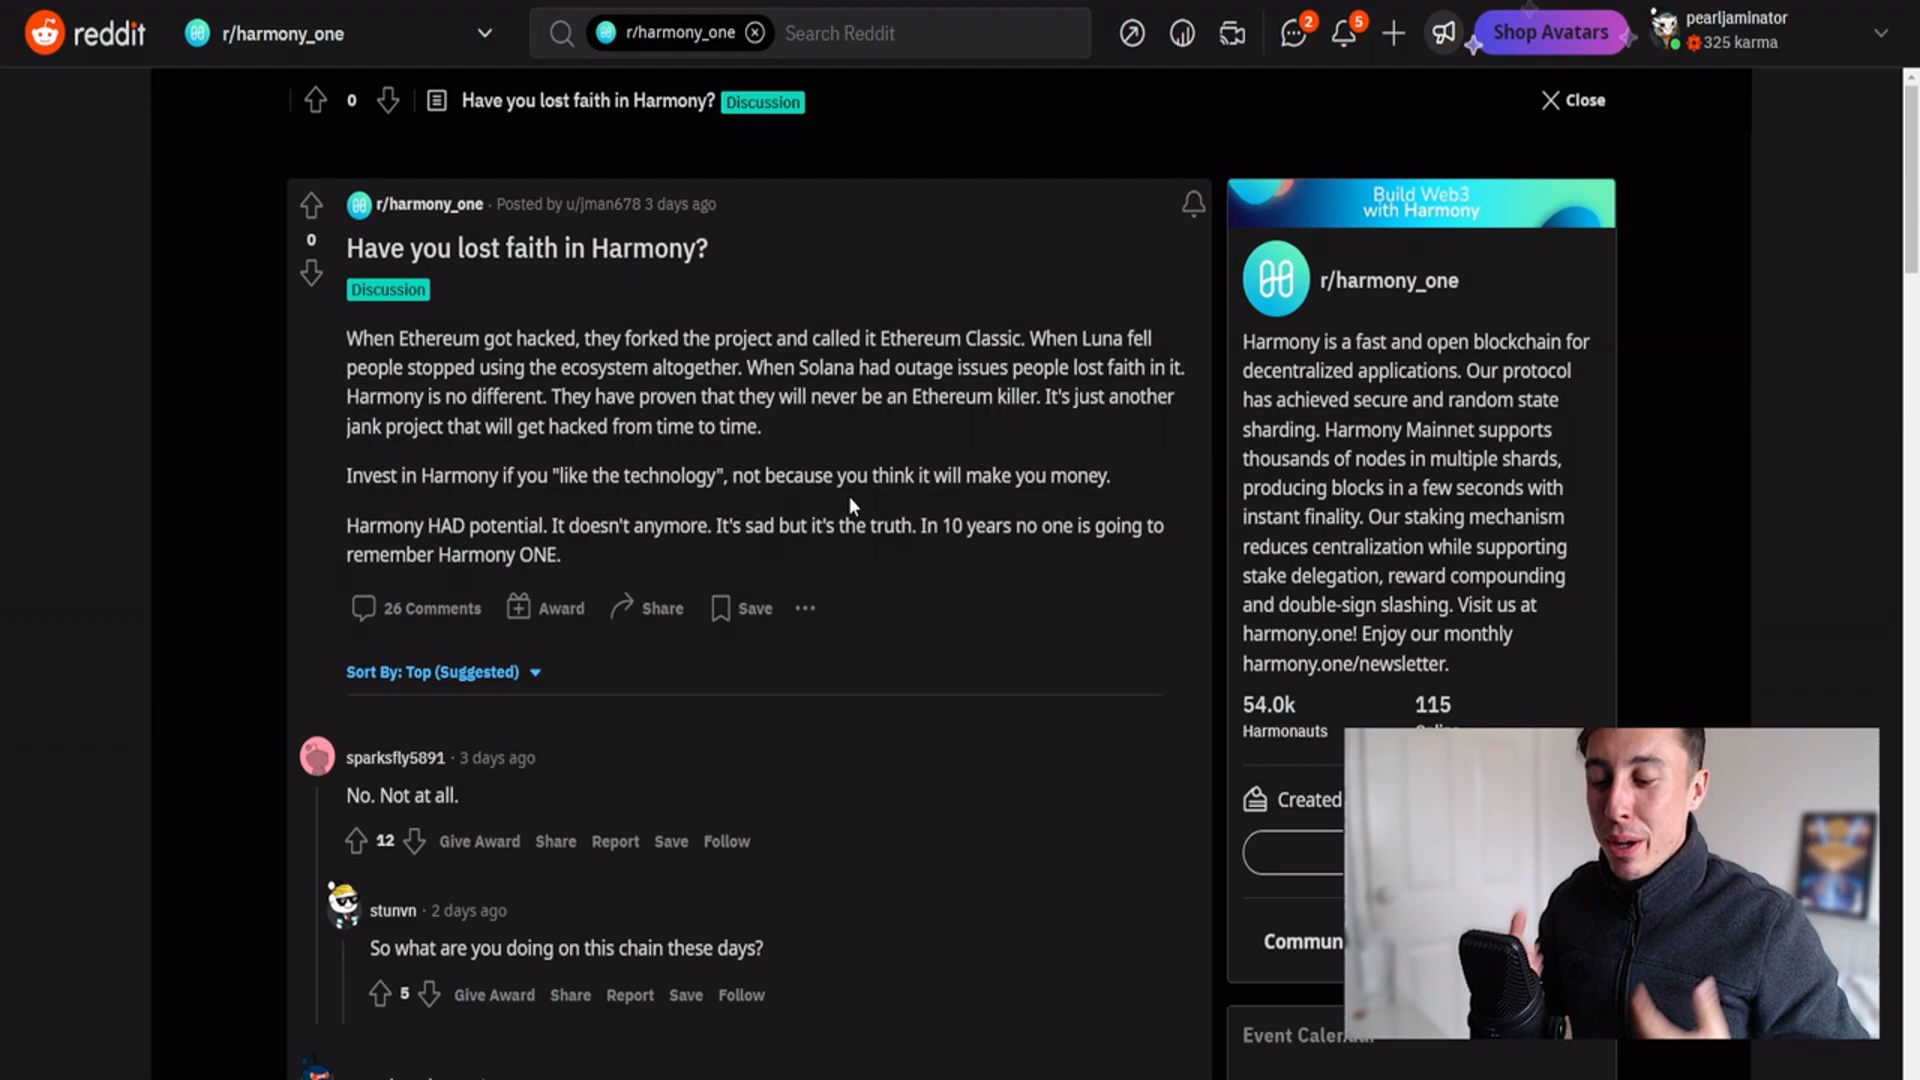 reddit
r/harmony_one
r/harmony_one
Search Reddit
2
5
Shop Avatars
pearljaminator
325 karma
0
Have you lost faith in Harmony?
Discussion
Close
r/harmony_one · Posted by u/jman678 3 days ago
0
Have you lost faith in Harmony?
Discussion
When Ethereum got hacked, they forked the project and called it Ethereum Classic. When Luna fell
people stopped using the ecosystem altogether. When Solana had outage issues people lost faith in it.
Harmony is no different. They have proven that they will never be an Ethereum killer. It's just another
jank project that will get hacked from time to time.
Invest in Harmony if you "like the technology", not because you think it will make you money.
Harmony HAD potential. It doesn't anymore. It's sad but it's the truth. In 10 years no one is going to
remember Harmony ONE.
26 Comments Award Share Save
Sort By: Top (Suggested)
sparksfly5891 · 3 days ago
No. Not at all.
12 Give Award Share Report Save Follow
stunvn · 2 days ago
So what are you doing on this chain these days?
5 Give Award Share Report Save Follow
Build Web3
with Harmony
r/harmony_one
Harmony is a fast and open blockchain for
decentralized applications. Our protocol
has achieved secure and random state
sharding. Harmony Mainnet supports
thousands of nodes in multiple shards,
producing blocks in a few seconds with
instant finality. Our staking mechanism
reduces centralization while supporting
stake delegation, reward compounding
and double-sign slashing. Visit us at
harmony.one! Enjoy our monthly
harmony.one/newsletter.
54.0k 115
Harmonauts
Created
Commun
Event Calend